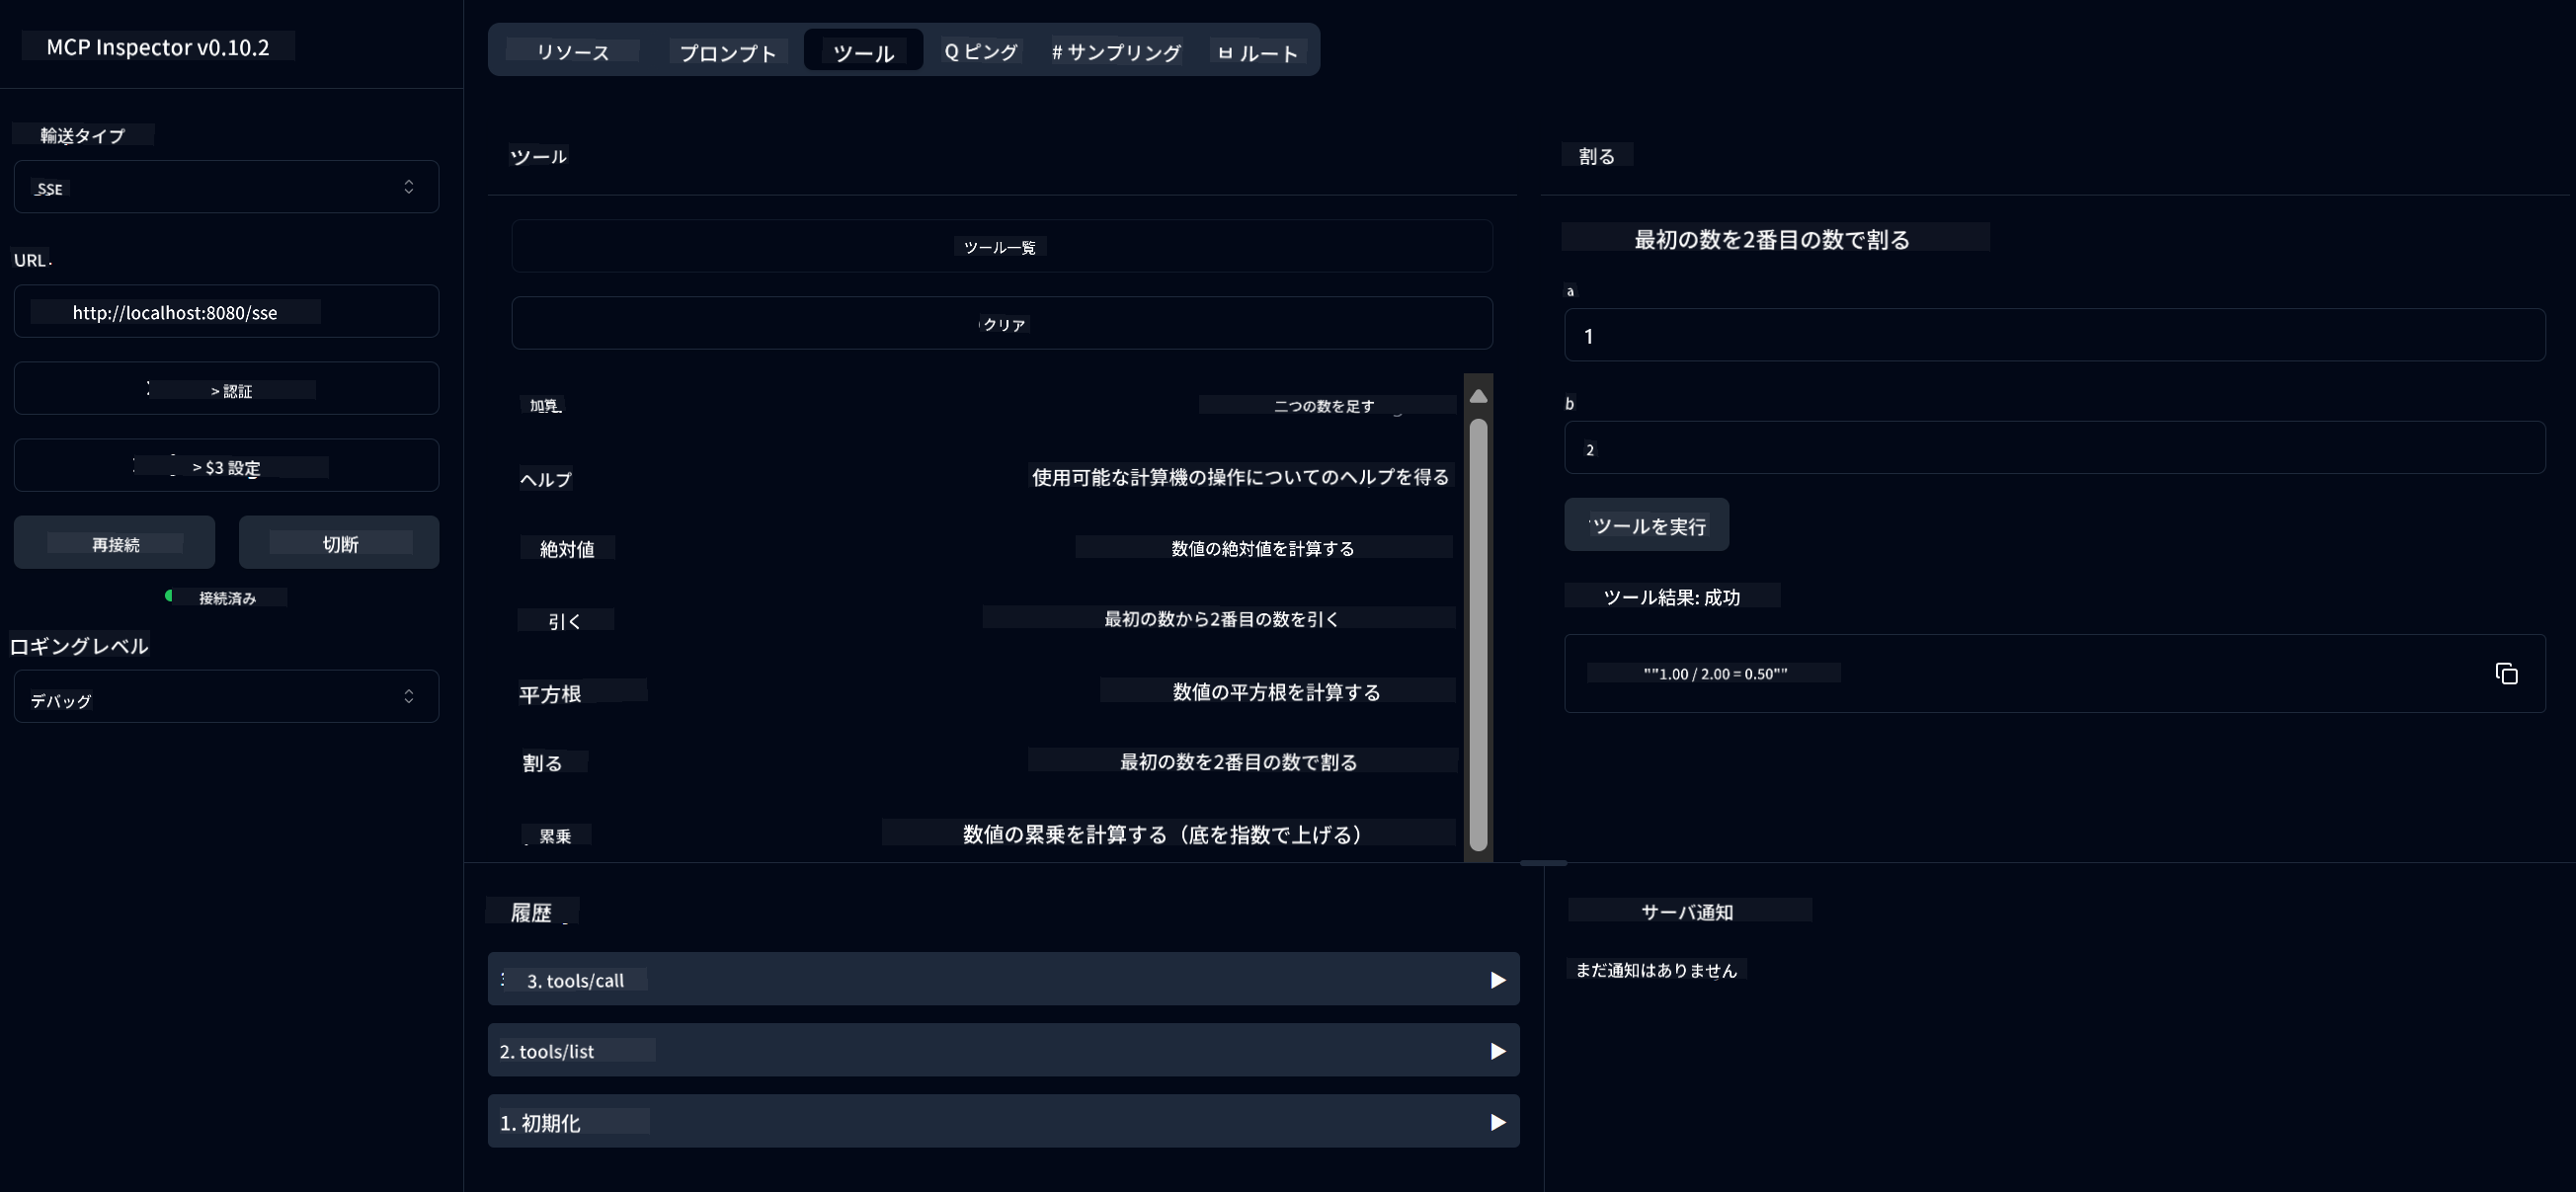 MCP Inspector v0.10.2
輸送タイプ
SSE
URL
http://localhost:8080/sse
> 認証
> $3 設定
再接続
切断
接続済み
ロギングレベル
デバッグ
リソース
プロンプト
ツール
Q ピング
# サンプリング
ㅂ ルート
ツール
ツール一覧
クリア
加算 二つの数を足す
ヘルプ 使用可能な計算機の操作についてのヘルプを得る
絶対値 数値の絶対値を計算する
引く 最初の数から2番目の数を引く
平方根 数値の平方根を計算する
割る 最初の数を2番目の数で割る
累乗 数値の累乗を計算する（底を指数で上げる）
割る
最初の数を2番目の数で割る
a
1
b
2
ツールを実行
ツール結果: 成功
""1.00 / 2.00 = 0.50""
履歴
3. tools/call
2. tools/list
1. 初期化
サーバ通知
まだ通知はありません